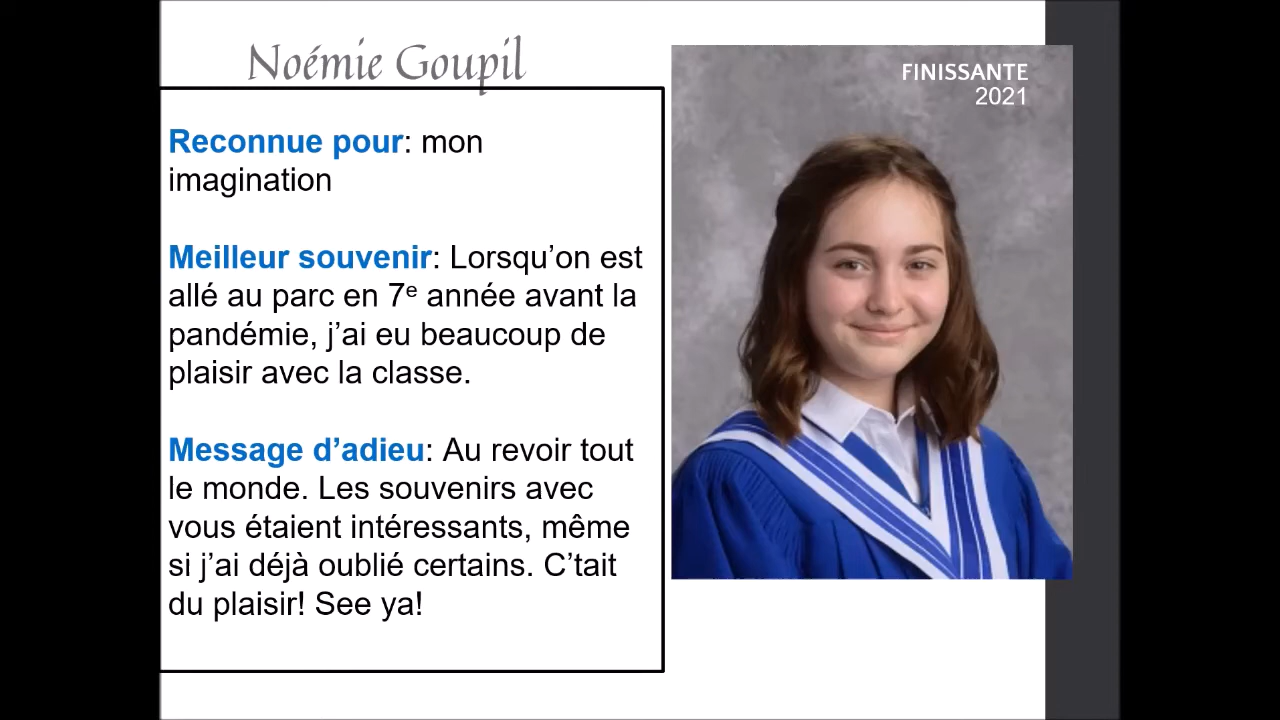 Noémie Goupil
FINISSANTE
2021
Reconnue pour: mon
imagination
Meilleur souvenir: Lorsqu’on est
allé au parc en 7ᵉ année avant la
pandémie, j’ai eu beaucoup de
plaisir avec la classe.
Message d’adieu: Au revoir tout
le monde. Les souvenirs avec
vous étaient intéressants, même
si j’ai déjà oublié certains. C’tait
du plaisir! See ya!